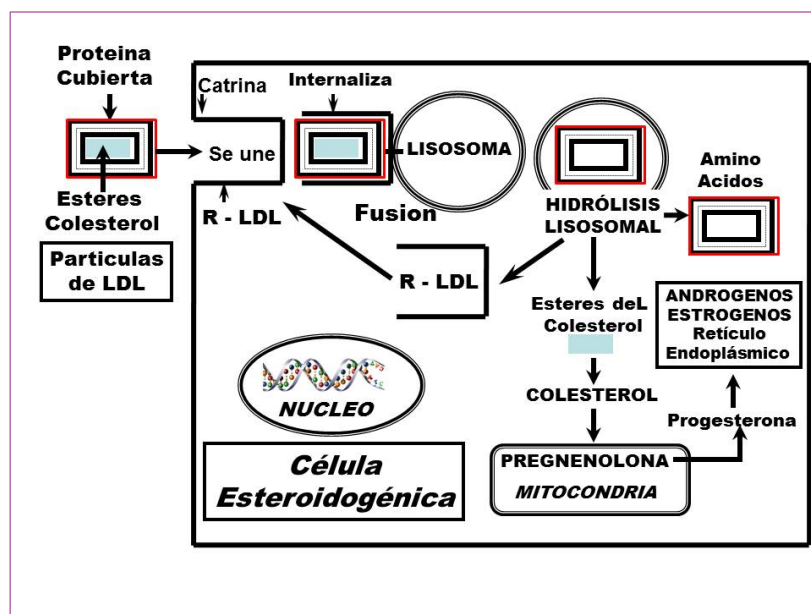 Proteina
Cubierta
Esteres
Colesterol
Particulas
de LDL
Catrina
Se une
R - LDL
Internaliza
LISOSOMA
Fusion
R - LDL
HIDRÓLISIS
LISOSOMAL
Amino
Acidos
Esteres deL
Colesterol
COLESTEROL
PREGNENOLONA
MITOCONDRIA
Progesterona
ANDROGENOS
ESTROGENOS
Retículo
Endoplásmico
NUCLEO
Célula
Esteroidogénica